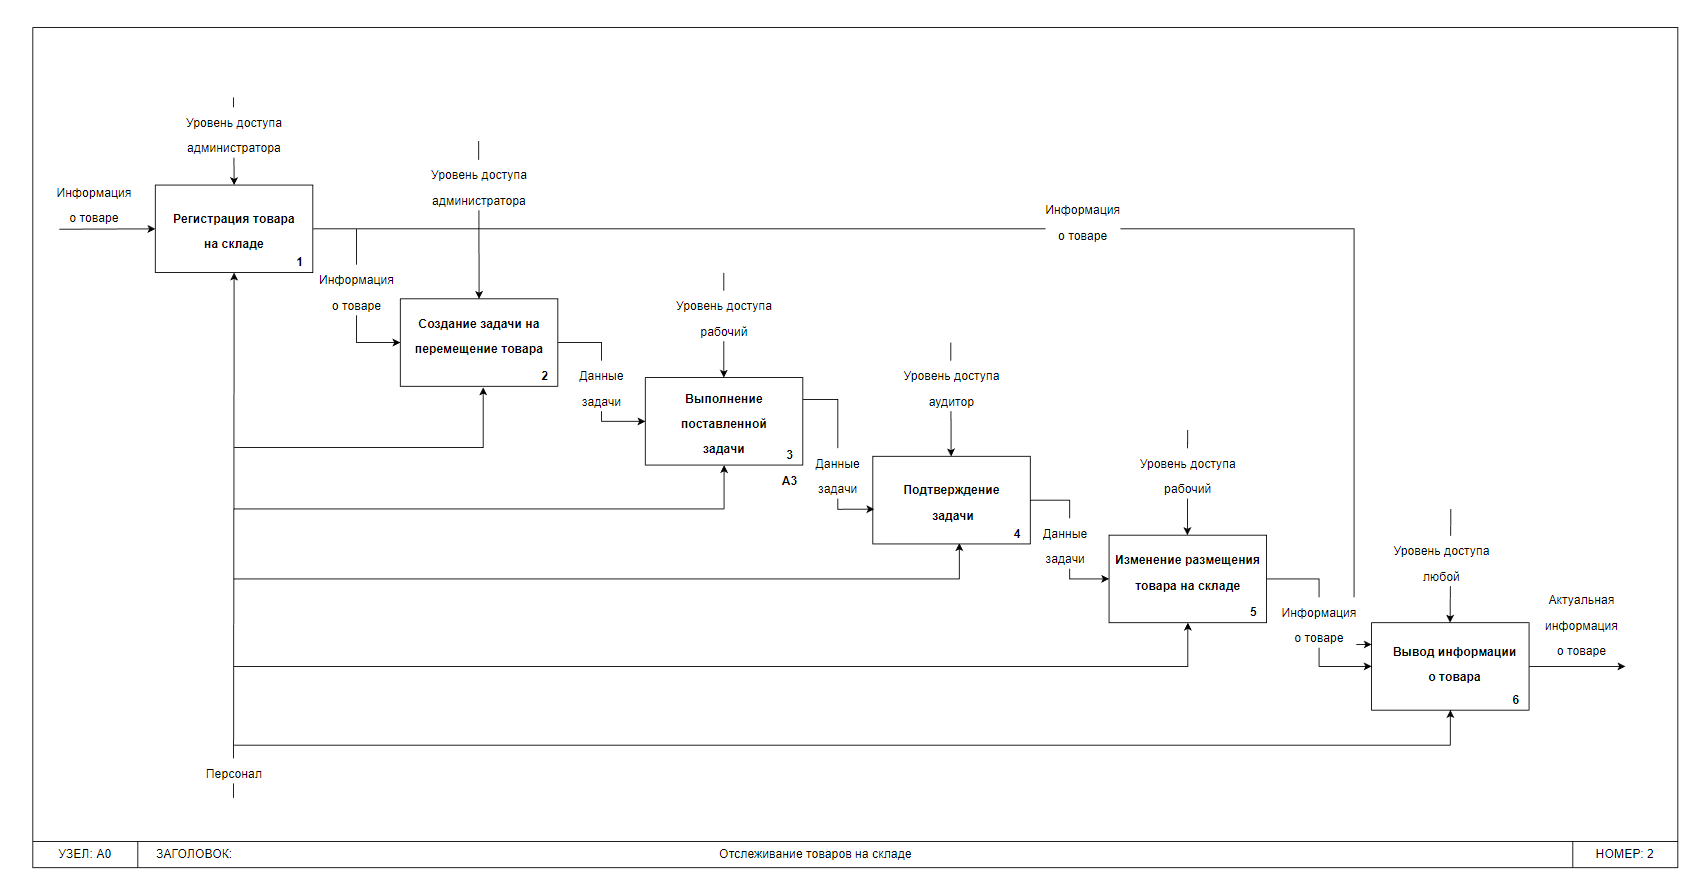 Уровень доступа
администратора
Информация
о товаре
Регистрация товара
на складе
1
Уровень доступа
администратора
Информация
о товаре
Информация
о товаре
Создание задачи на
перемещение товара
2
Уровень доступа
рабочий
Данные
задачи
Выполнение
поставленной
задачи
3
A3
Уровень доступа
аудитор
Данные
задачи
Подтверждение
задачи
4
Уровень доступа
рабочий
Данные
задачи
Изменение размещения
товара на складе
5
Уровень доступа
любой
Информация
о товаре
Вывод информации
о товара
6
Актуальная
информация
о товаре
Персонал
УЗЕЛ: A0
ЗАГОЛОВОК:
Отслеживание товаров на складе
НОМЕР: 2